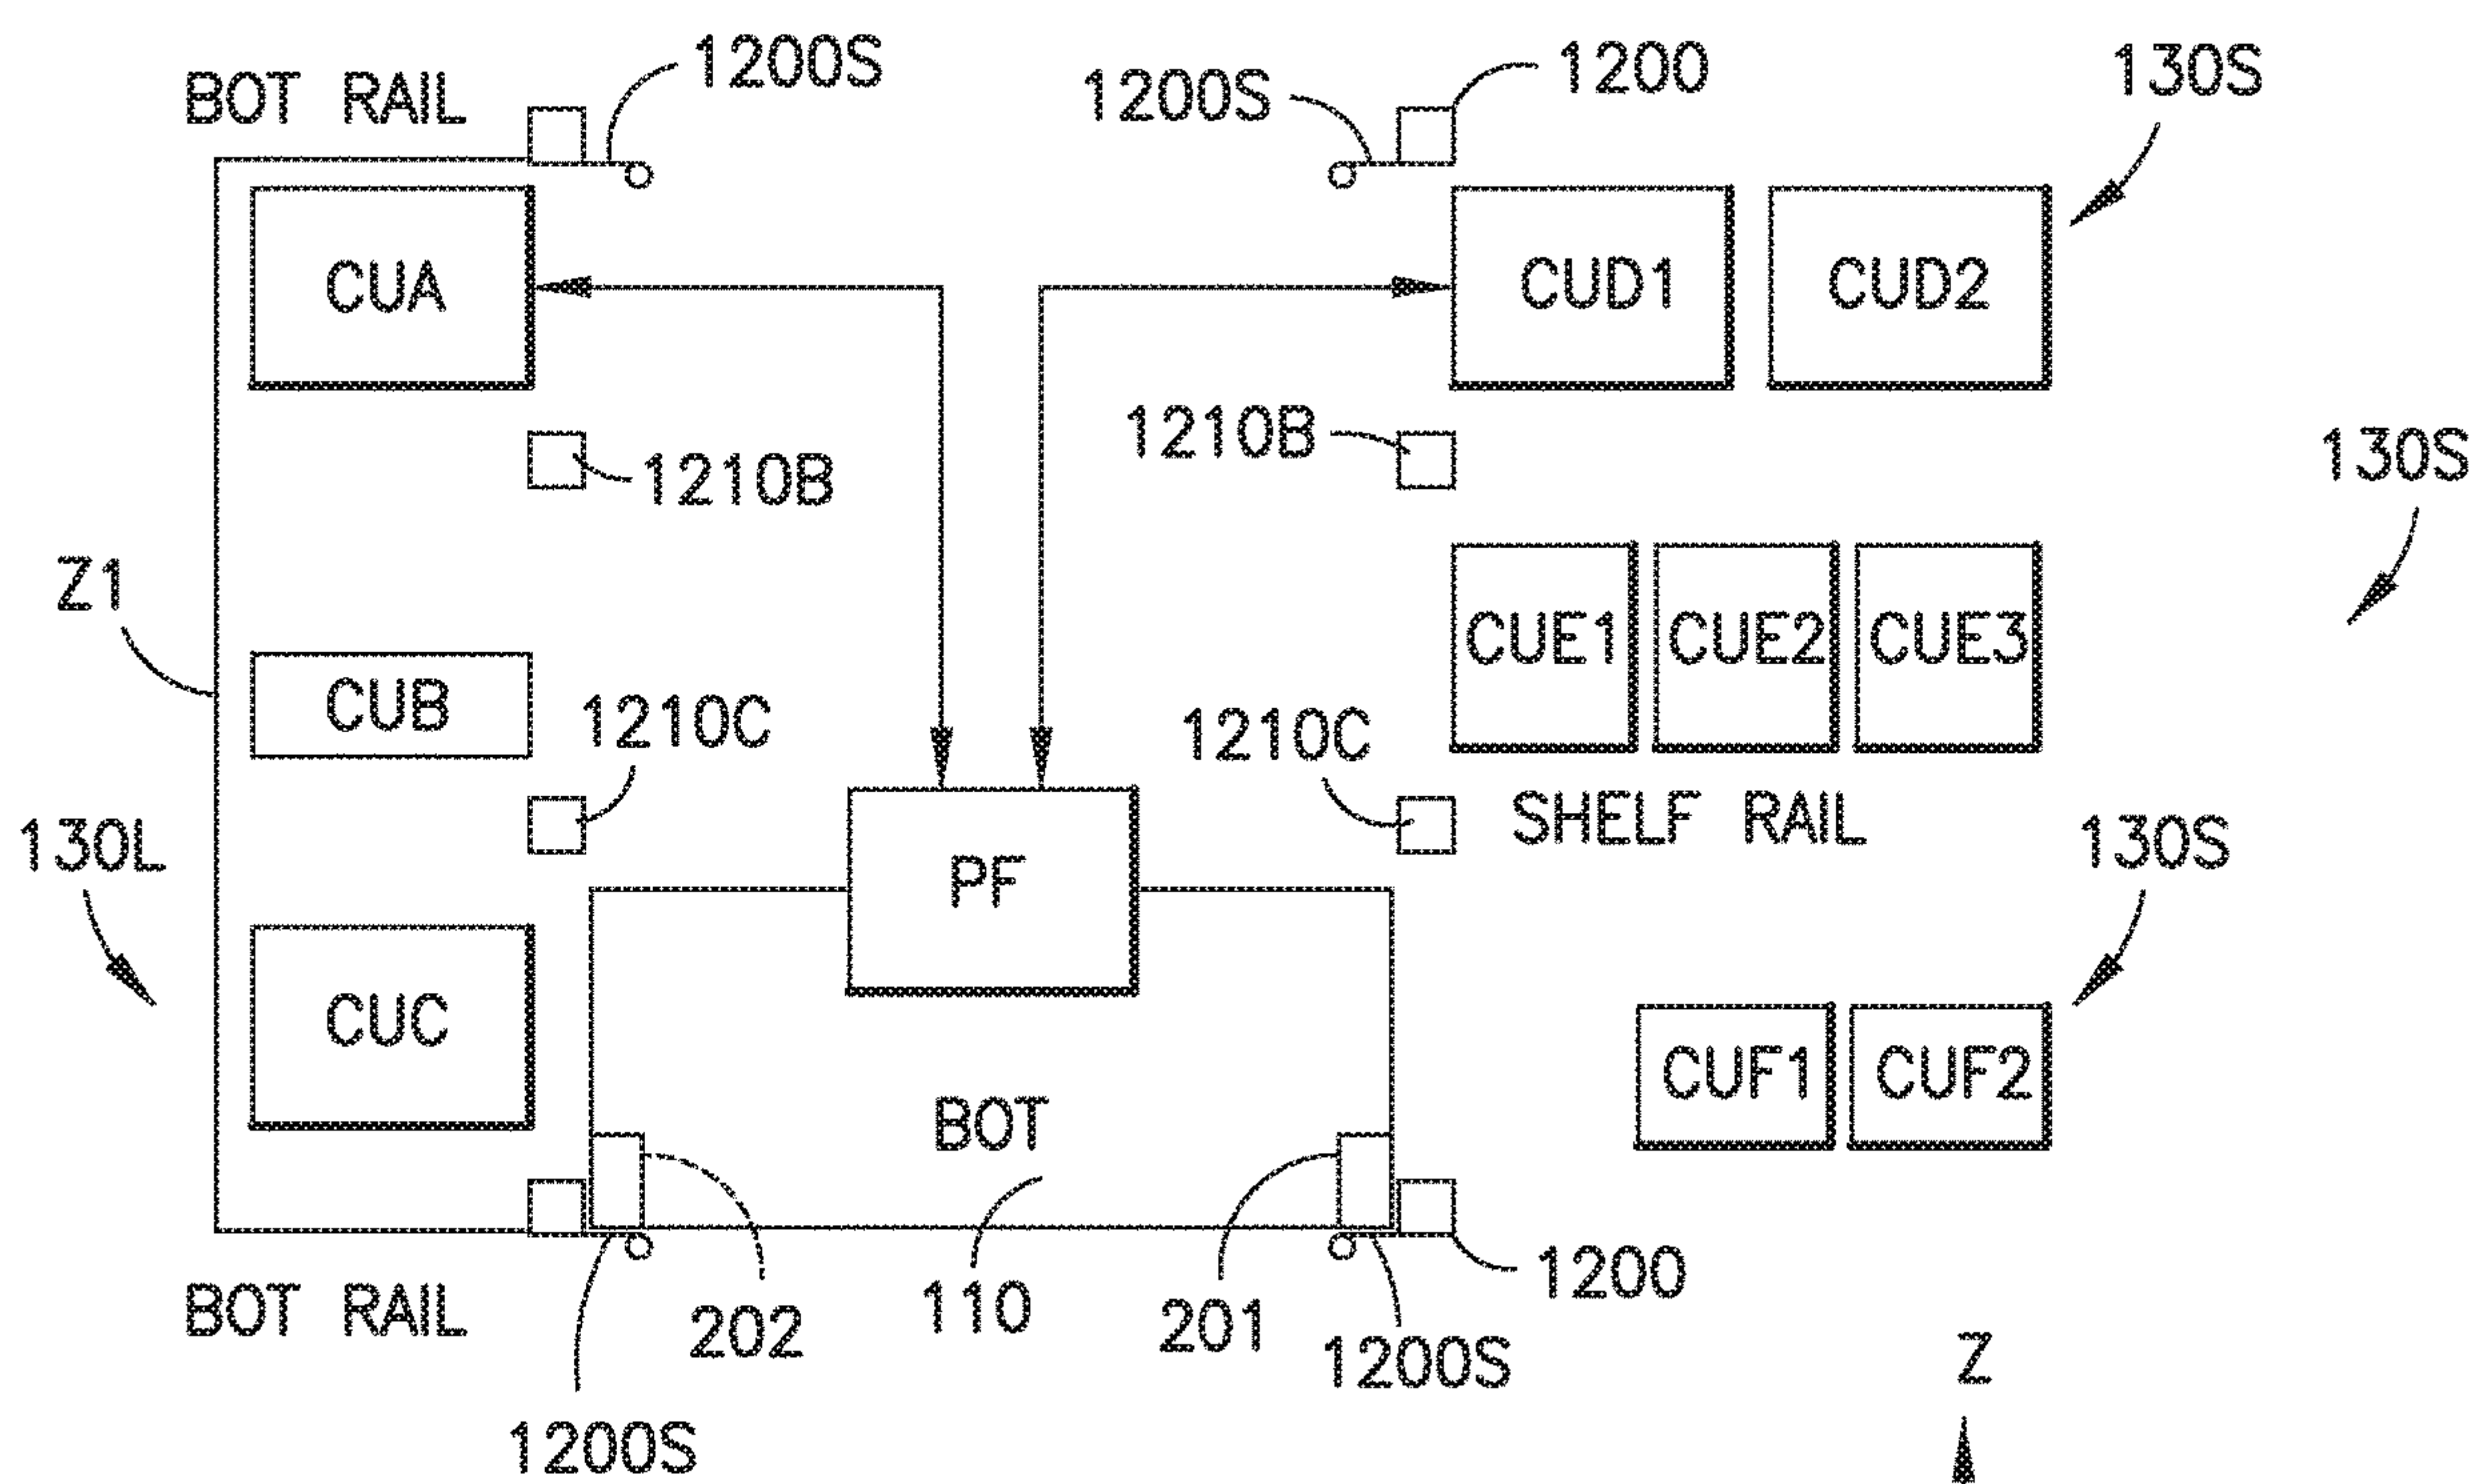 1200S
1200S
1200
130S
BOT RAIL
CUA
CUD1
CUD2
1210B
1210B
130S
Z1
CUE1
CUE2
CUE3
CUB
1210C
1210C
SHELF RAIL
130L
130S
PF
CUC
CUF1
CUF2
BOT
BOT RAIL
202
110
201
1200
1200S
1200S
Z